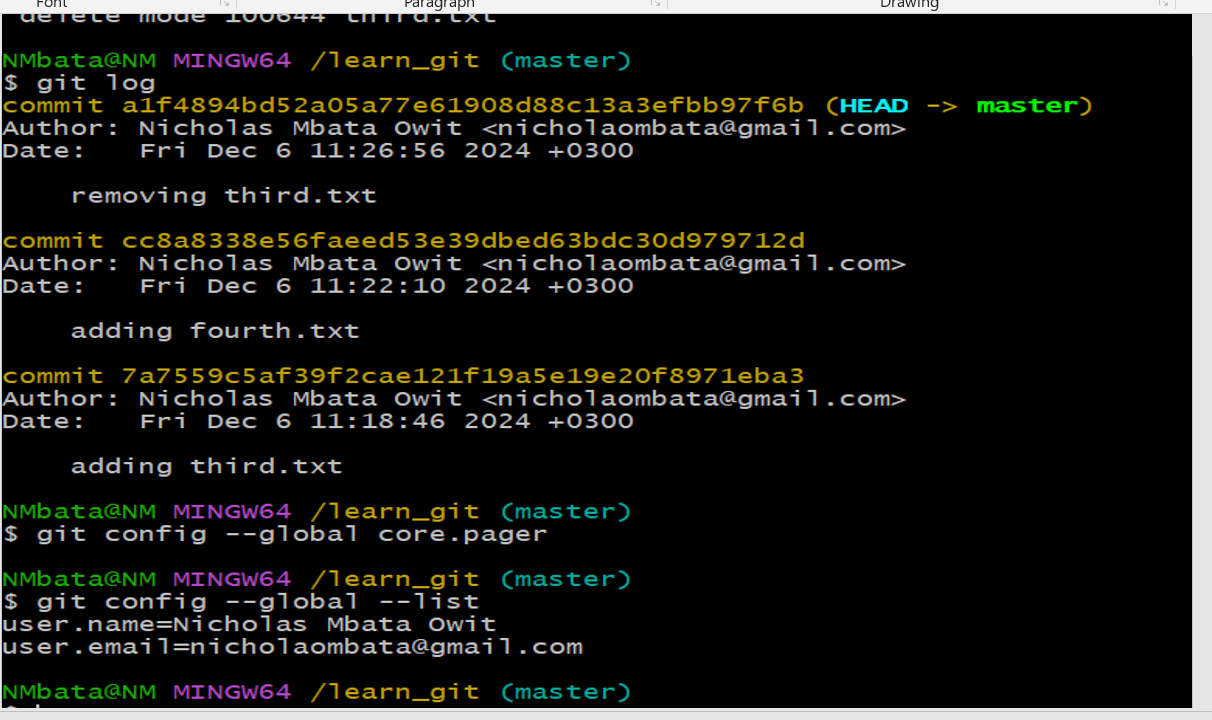 Font Paragraph Drawing
delete mode 100644 third.txt
NMbata@NM MINGW64 /learn_git (master)
$ git log
commit a1f4894bd52a05a77e61908d88c13a3efbb97f6b (HEAD -> master)
Author: Nicholas Mbata Owit <nicholaombata@gmail.com>
Date:   Fri Dec 6 11:26:56 2024 +0300
removing third.txt
commit cc8a8338e56faeed53e39dbed63bdc30d979712d
Author: Nicholas Mbata Owit <nicholaombata@gmail.com>
Date:   Fri Dec 6 11:22:10 2024 +0300
adding fourth.txt
commit 7a7559c5af39f2cae121f19a5e19e20f8971eba3
Author: Nicholas Mbata Owit <nicholaombata@gmail.com>
Date:   Fri Dec 6 11:18:46 2024 +0300
adding third.txt
NMbata@NM MINGW64 /learn_git (master)
$ git config --global core.pager
NMbata@NM MINGW64 /learn_git (master)
$ git config --global --list
user.name=Nicholas Mbata Owit
user.email=nicholaombata@gmail.com
NMbata@NM MINGW64 /learn_git (master)